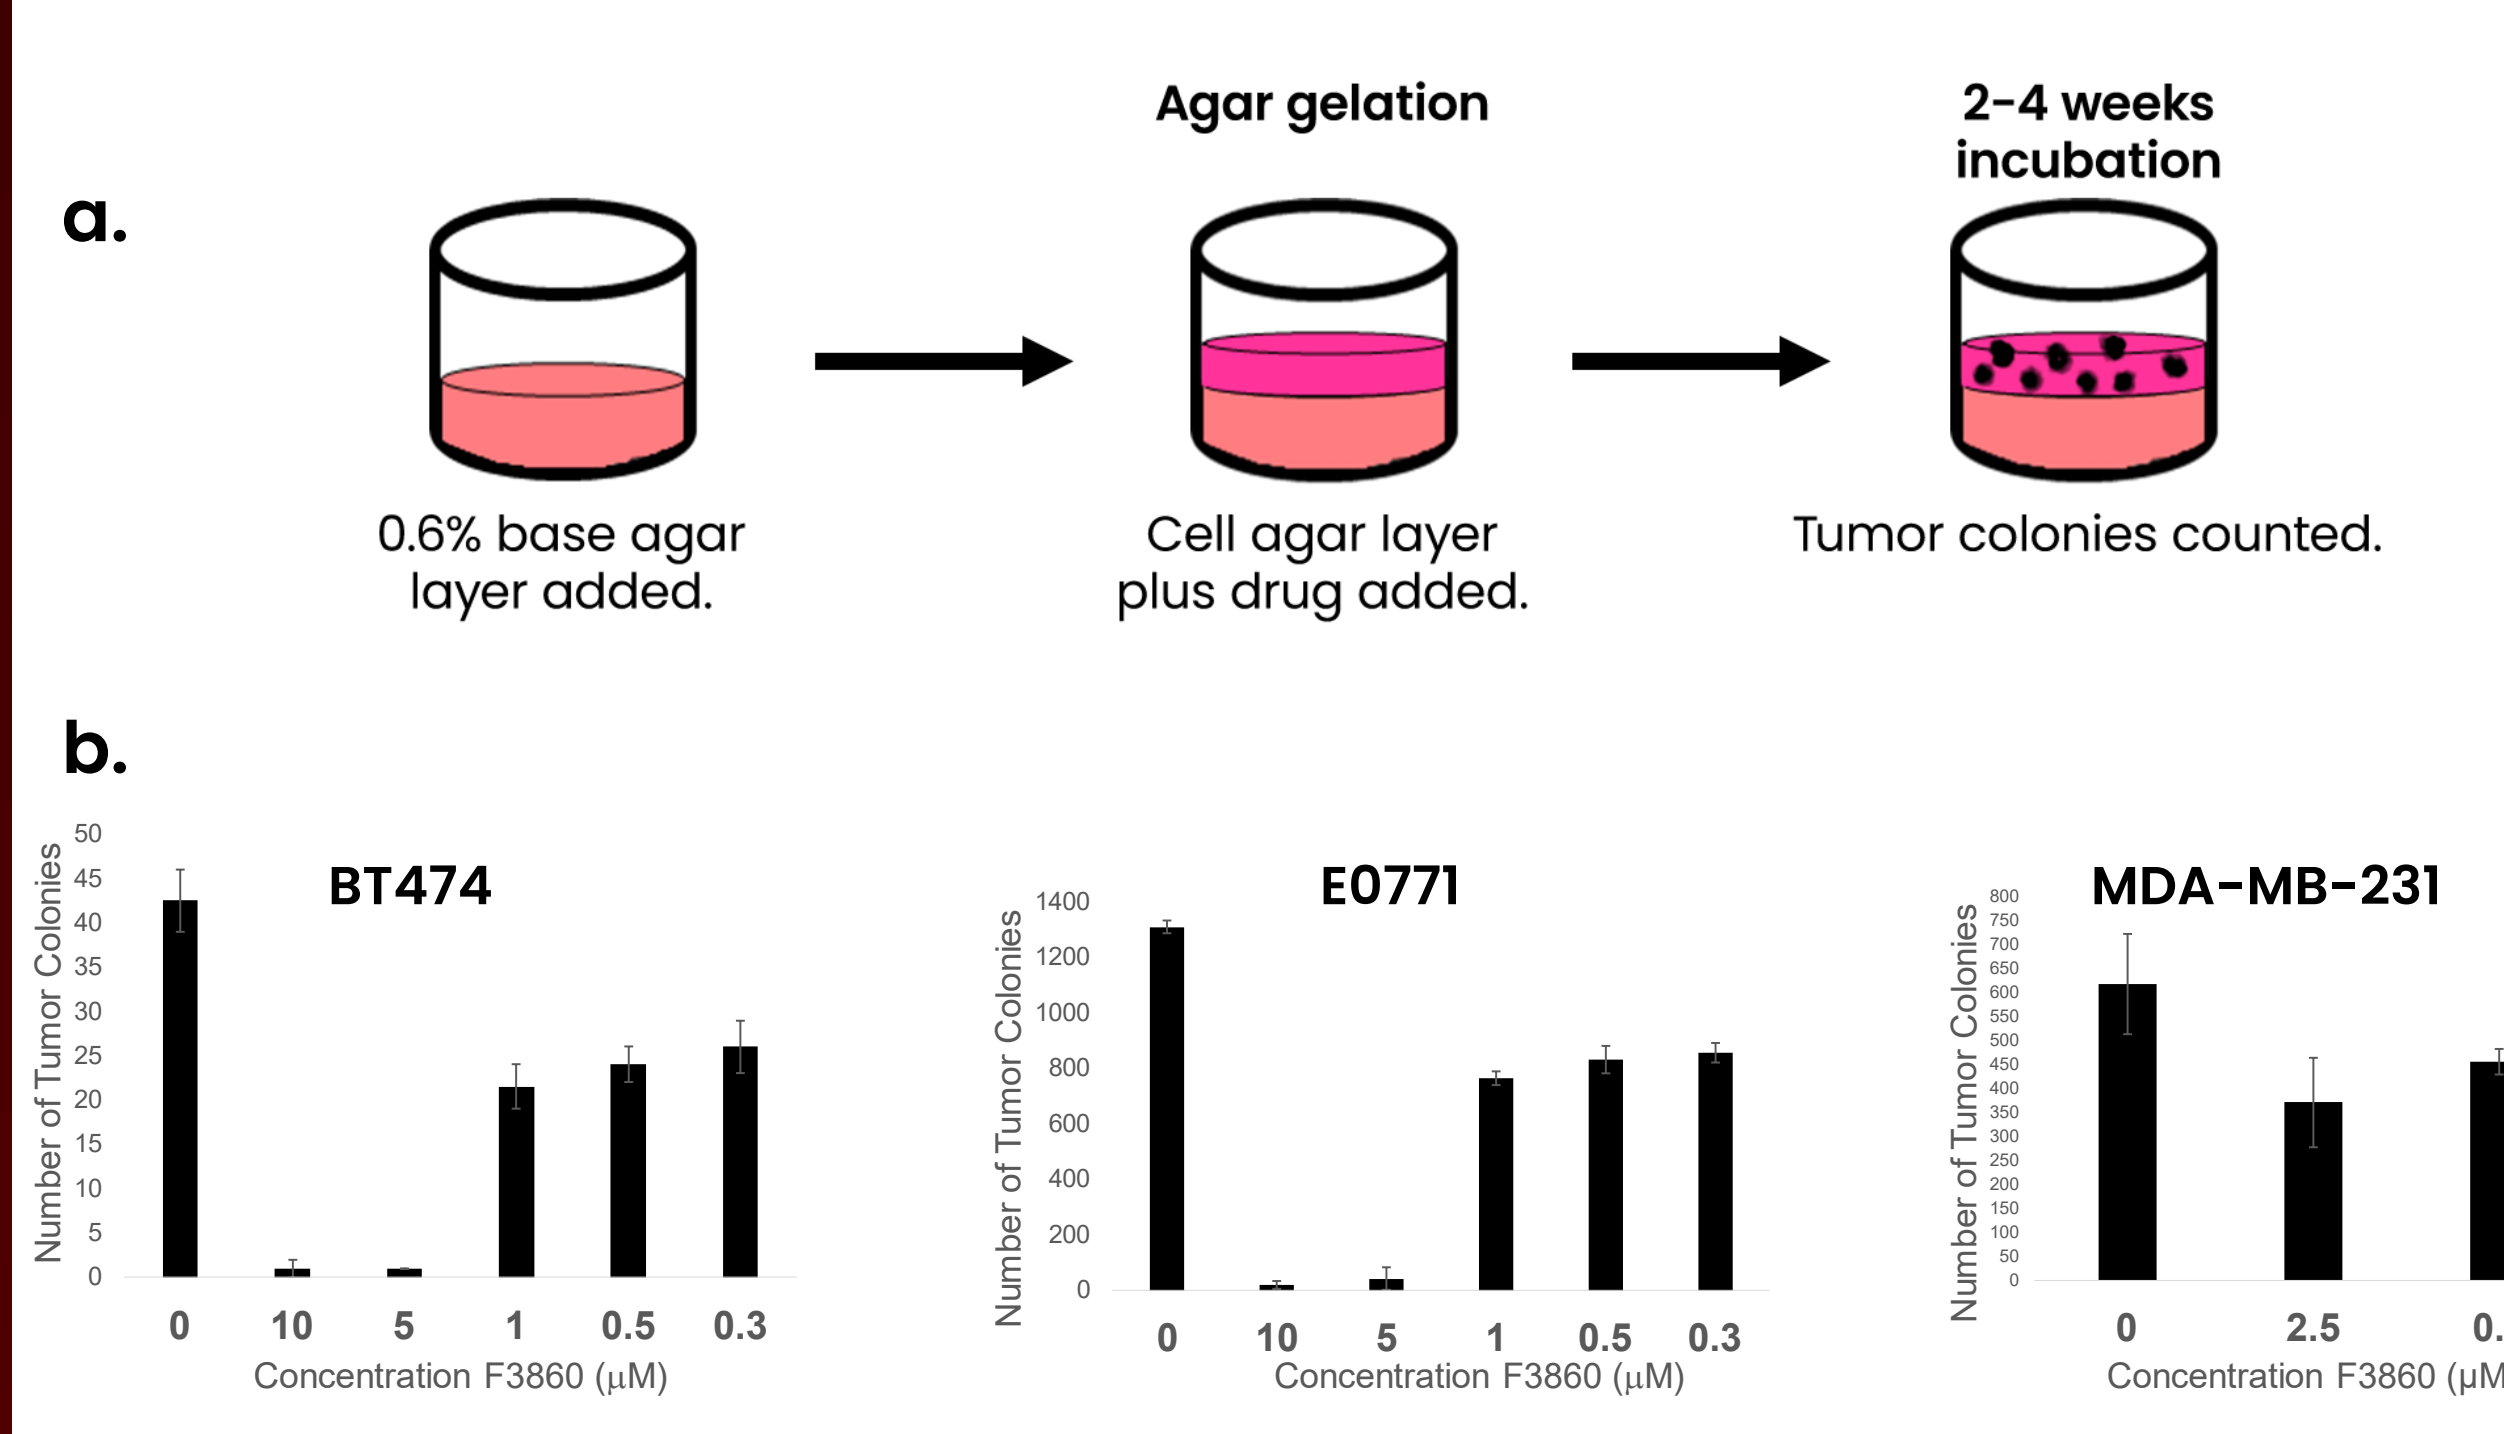 a.
Agar gelation
2-4 weeks
incubation
0.6% base agar
layer added.
Cell agar layer
plus drug added.
Tumor colonies counted.
b.
BT474
Number of Tumor Colonies
50
45
40
35
30
25
20
15
10
5
0
0 10 5 1 0.5 0.3
Concentration F3860 (μM)
E0771
Number of Tumor Colonies
1400
1200
1000
800
600
400
200
0
0 10 5 1 0.5 0.3
Concentration F3860 (μM)
MDA-MB-231
Number of Tumor Colonies
800
750
700
650
600
550
500
450
400
350
300
250
200
150
100
50
0
0 2.5
Concentration F3860 (μM